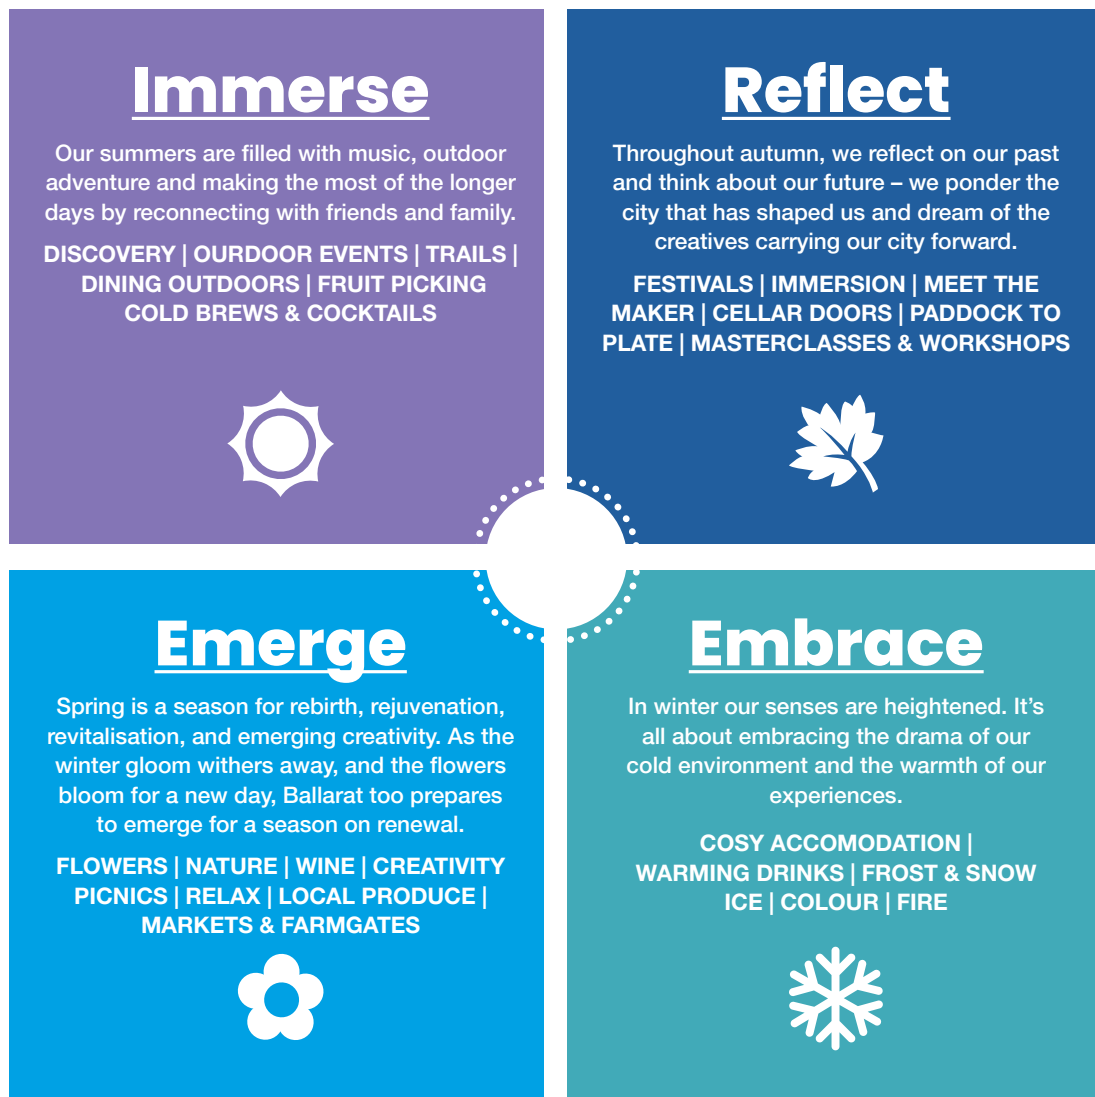 Immerse
Our summers are filled with music, outdoor
adventure and making the most of the longer
days by reconnecting with friends and family.
DISCOVERY | OURDOOR EVENTS | TRAILS |
DINING OUTDOORS | FRUIT PICKING
COLD BREWS & COCKTAILS
Reflect
Throughout autumn, we reflect on our past
and think about our future – we ponder the
city that has shaped us and dream of the
creatives carrying our city forward.
FESTIVALS | IMMERSION | MEET THE
MAKER | CELLAR DOORS | PADDOCK TO
PLATE | MASTERCLASSES & WORKSHOPS
Emerge
Spring is a season for rebirth, rejuvenation,
revitalisation, and emerging creativity. As the
winter gloom withers away, and the flowers
bloom for a new day, Ballarat too prepares
to emerge for a season on renewal.
FLOWERS | NATURE | WINE | CREATIVITY
PICNICS | RELAX | LOCAL PRODUCE |
MARKETS & FARMGATES
Embrace
In winter our senses are heightened. It’s
all about embracing the drama of our
cold environment and the warmth of our
experiences.
COSY ACCOMODATION |
WARMING DRINKS | FROST & SNOW
ICE | COLOUR | FIRE